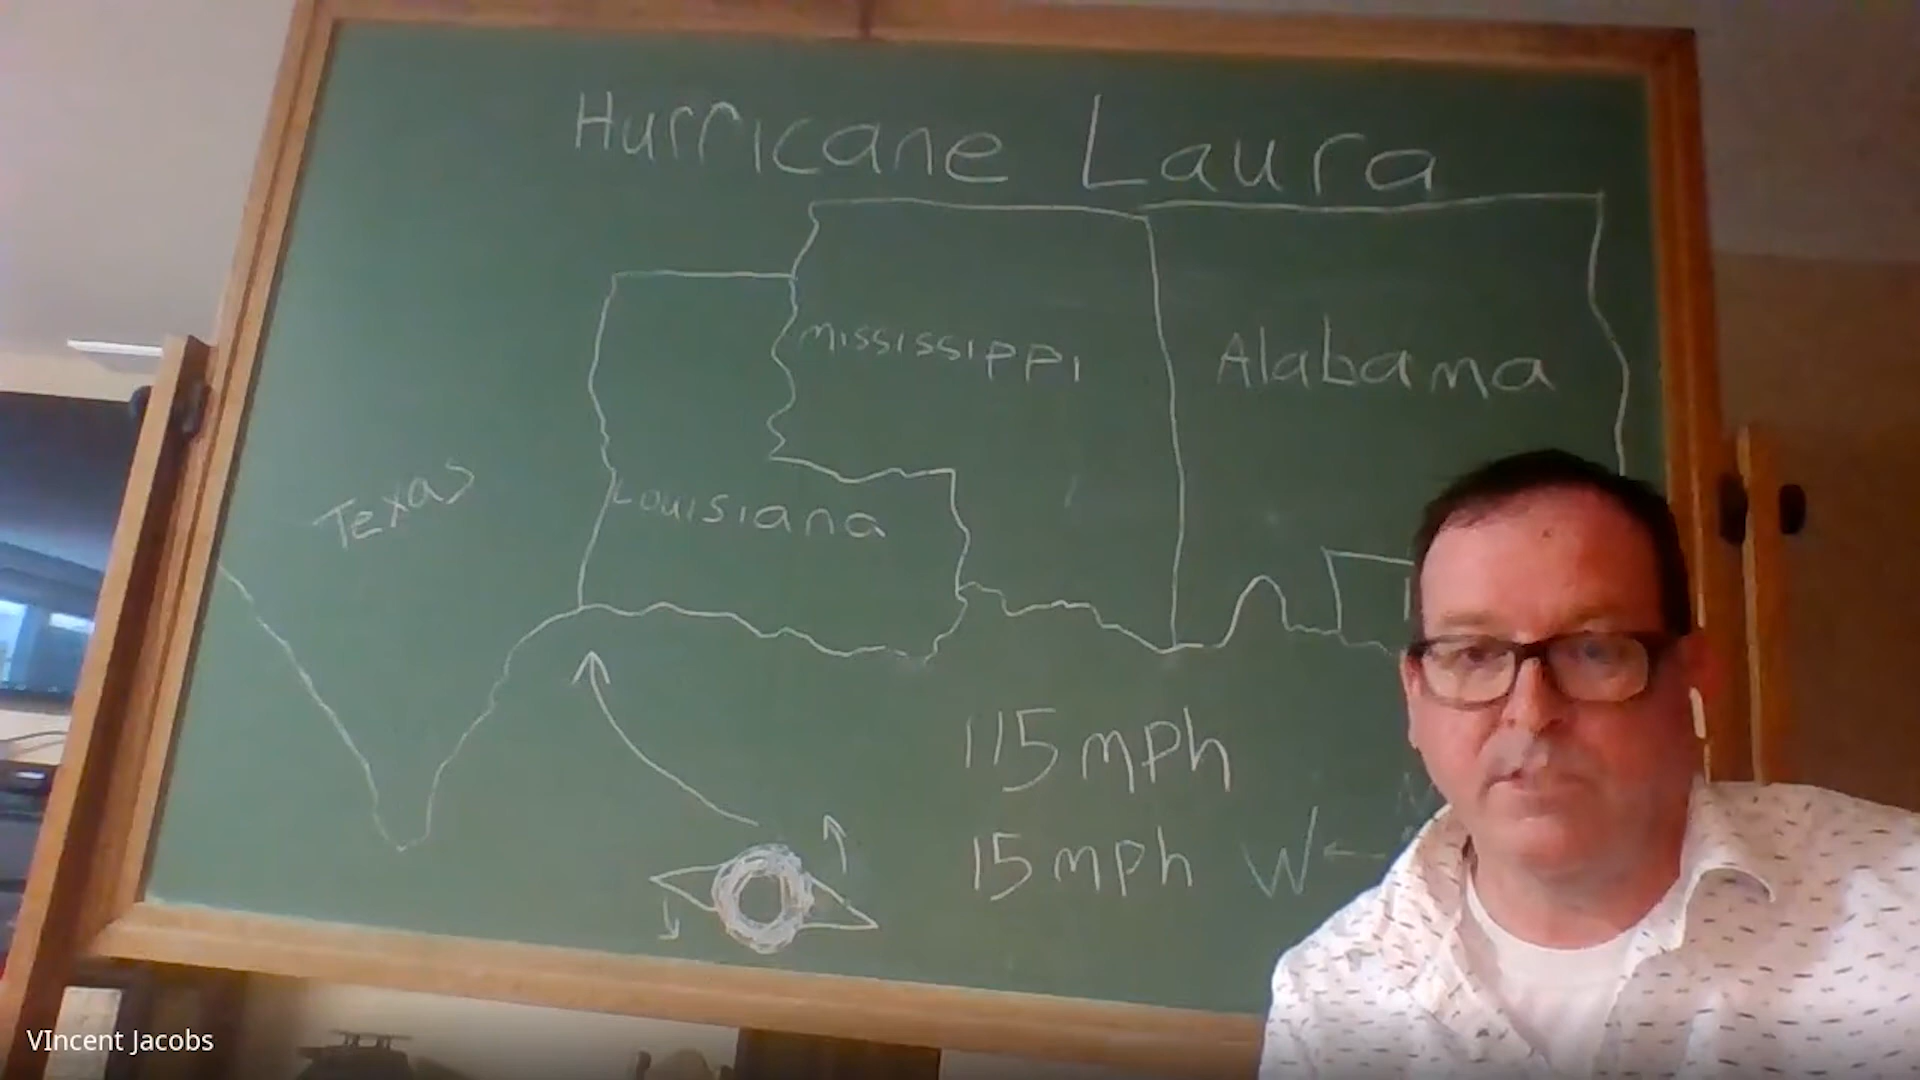 Hurricane Laura
Mississippi
Alabama
Texas
Louisiana
115 mph
15 mph W
VIncent Jacobs